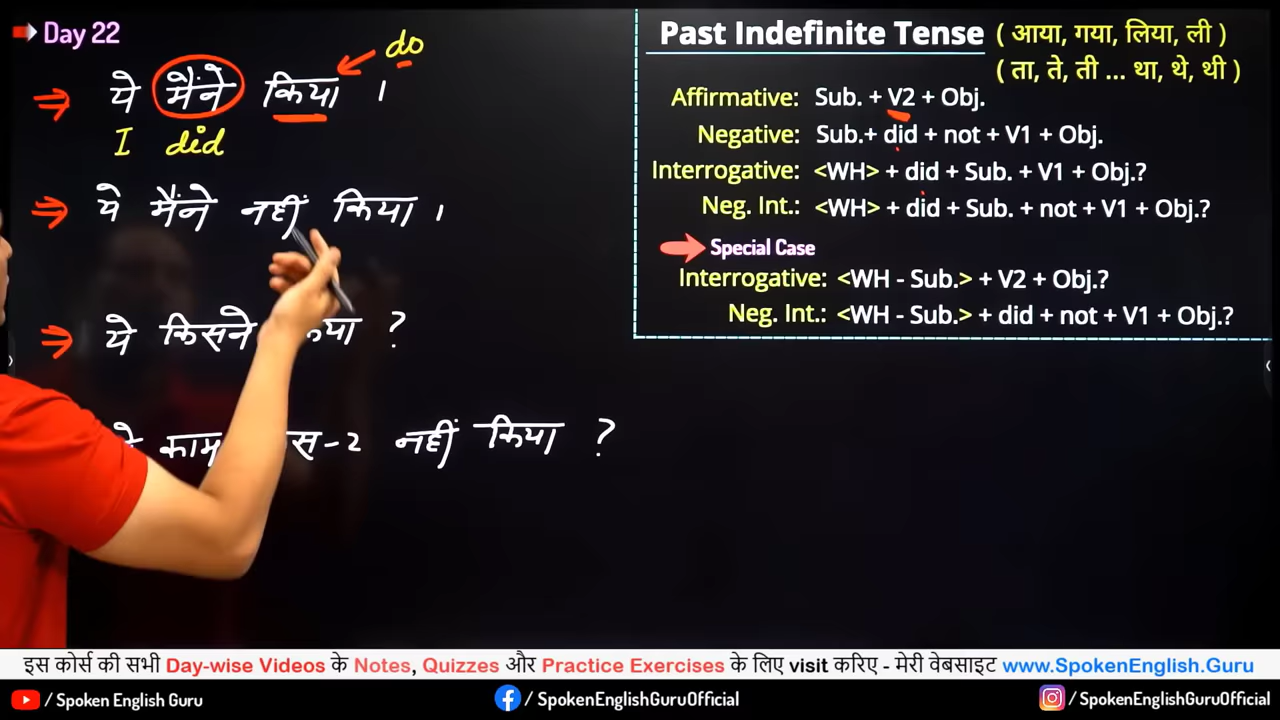 Day 22
do
ये मैंने किया ।
I did
ये मैंने नहीं किया ।
ये किसने ?
काम नहीं किया ?
Past Indefinite Tense ( आया, गया, लिया, ली )
( ता, ते, ती ... था, थे, थी )
Affirmative: Sub. + V2 + Obj.
Negative: Sub.+ did + not + V1 + Obj.
Interrogative: <WH> + did + Sub. + V1 + Obj.?
Neg. Int.: <WH> + did + Sub. + not + V1 + Obj.?
Special Case
Interrogative: <WH - Sub.> + V2 + Obj.?
Neg. Int.: <WH - Sub.> + did + not + V1 + Obj.?
इस कोर्स की सभी Day-wise Videos के Notes, Quizzes और Practice Exercises के लिए visit करिए - मेरी वेबसाइट www.SpokenEnglish.Guru
/ Spoken English Guru / SpokenEnglishGuruOfficial / SpokenEnglishGuruOfficial